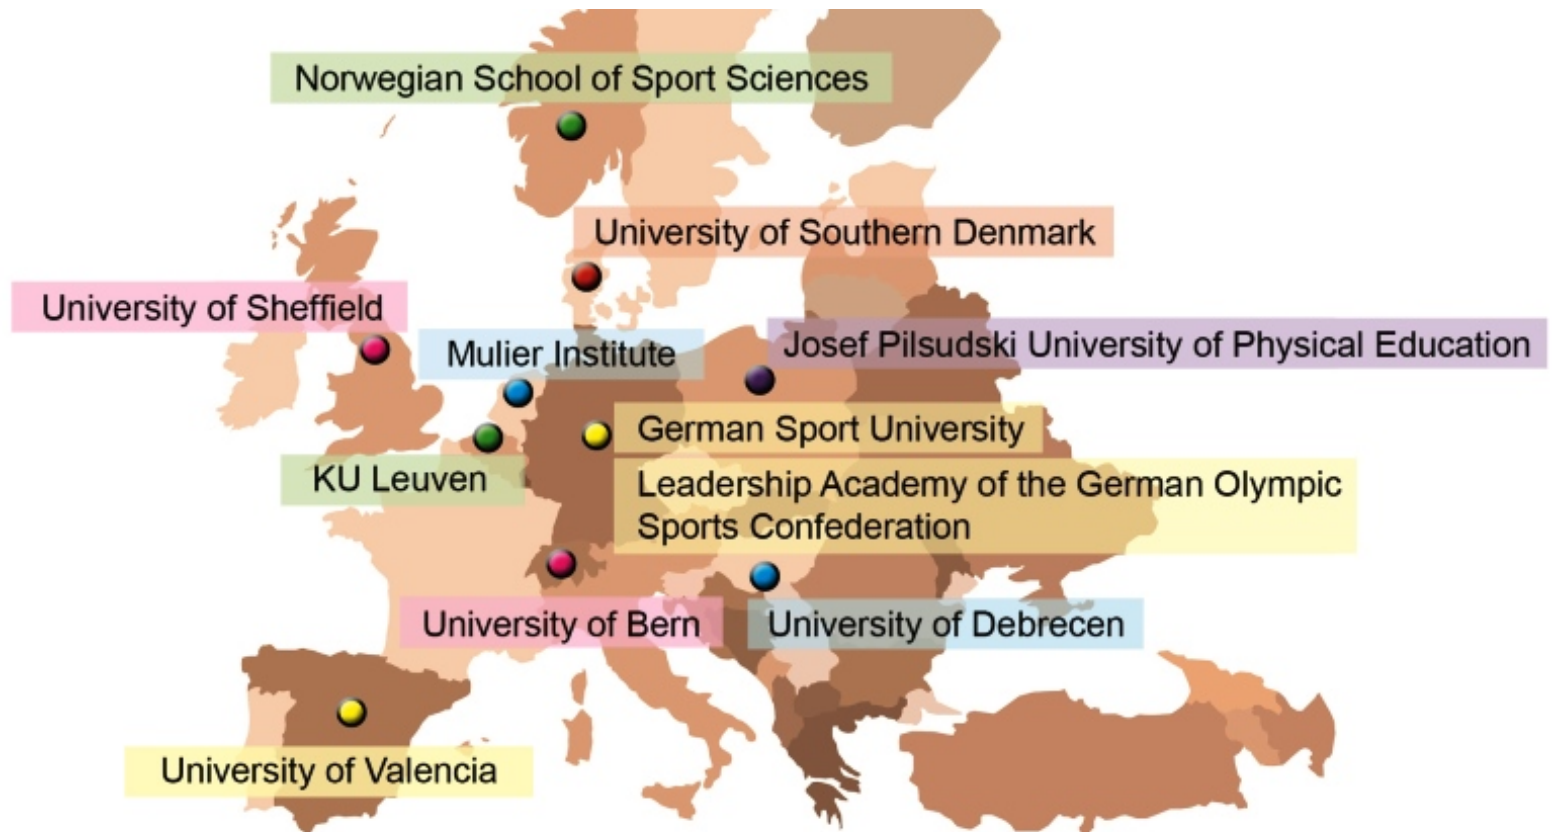 Norwegian School of Sport Sciences
University of Southern Denmark
University of Sheffield
Mulier Institute
Josef Pilsudski University of Physical Education
German Sport University
KU Leuven
Leadership Academy of the German Olympic
Sports Confederation
University of Bern
University of Debrecen
University of Valencia